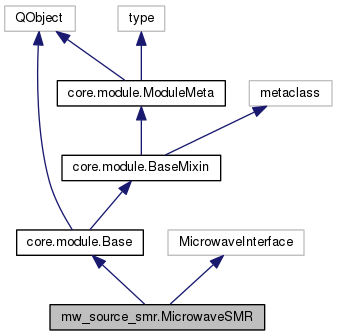 QObject
type
core.module.ModuleMeta
metaclass
core.module.BaseMixin
core.module.Base
MicrowaveInterface
mw_source_smr.MicrowaveSMR